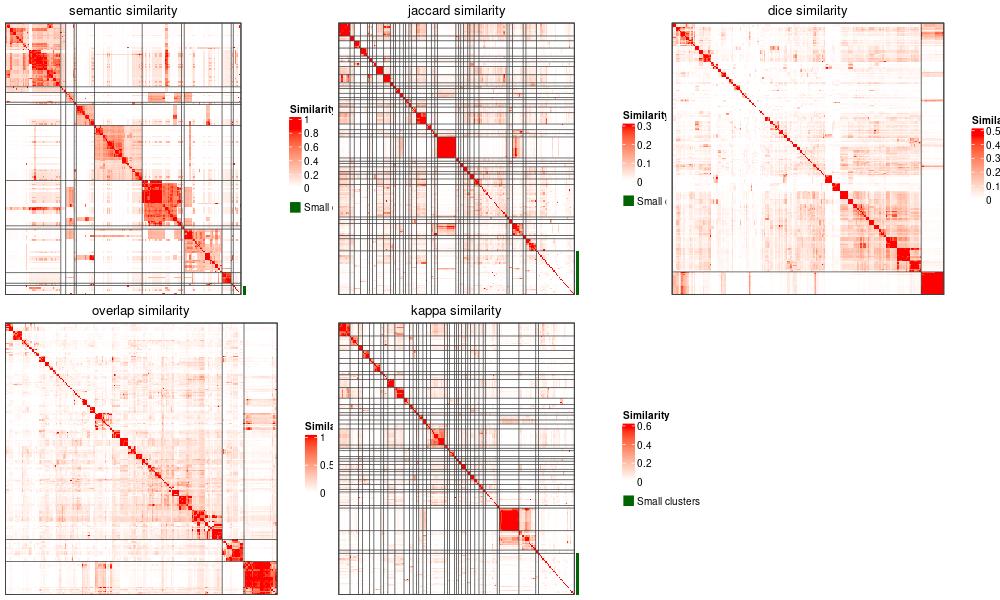 semantic similarity
Similarity
1
0.8
0.6
0.4
0.2
0
Small
jaccard similarity
Similarity
0.3
0.2
0.1
0
Small
dice similarity
0.5
0.4
0.3
0.2
0.1
0
overlap similarity
1
0.5
0
kappa similarity
Similarity
0.6
0.4
0.2
0
Small clusters